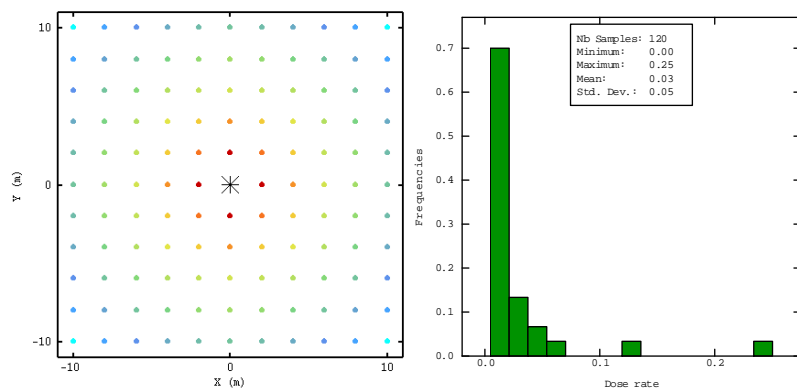 10
0
-10
Y (m)
-10 0 10
X (m)
0.7
0.6
0.5
0.4
0.3
0.2
0.1
0.0
Frequencies
Nb Samples: 120
Minimum: 0.00
Maximum: 0.25
Mean: 0.03
Std. Dev.: 0.05
0.0 0.1 0.2
Dose rate